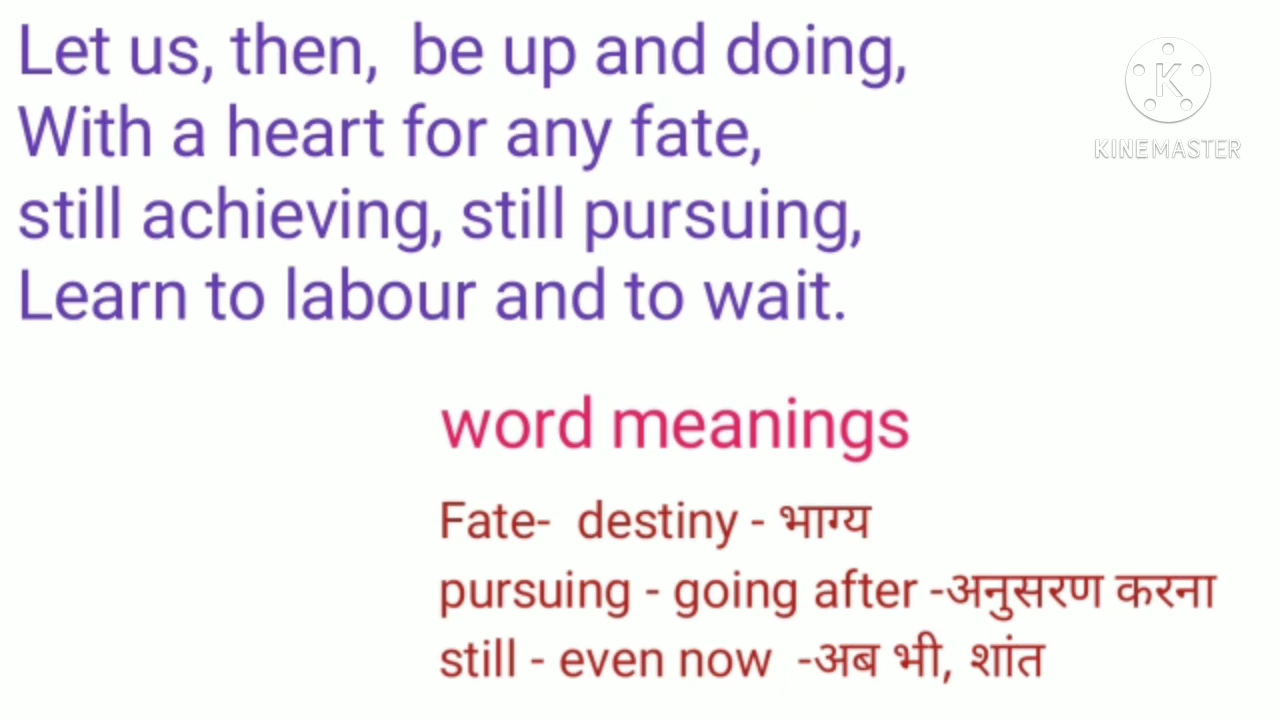 Let us, then,  be up and doing,
With a heart for any fate,
still achieving, still pursuing,
Learn to labour and to wait.
K
KINEMASTER
word meanings
Fate-  destiny - भाग्य
pursuing - going after -अनुसरण करना
still - even now  -अब भी, शांत